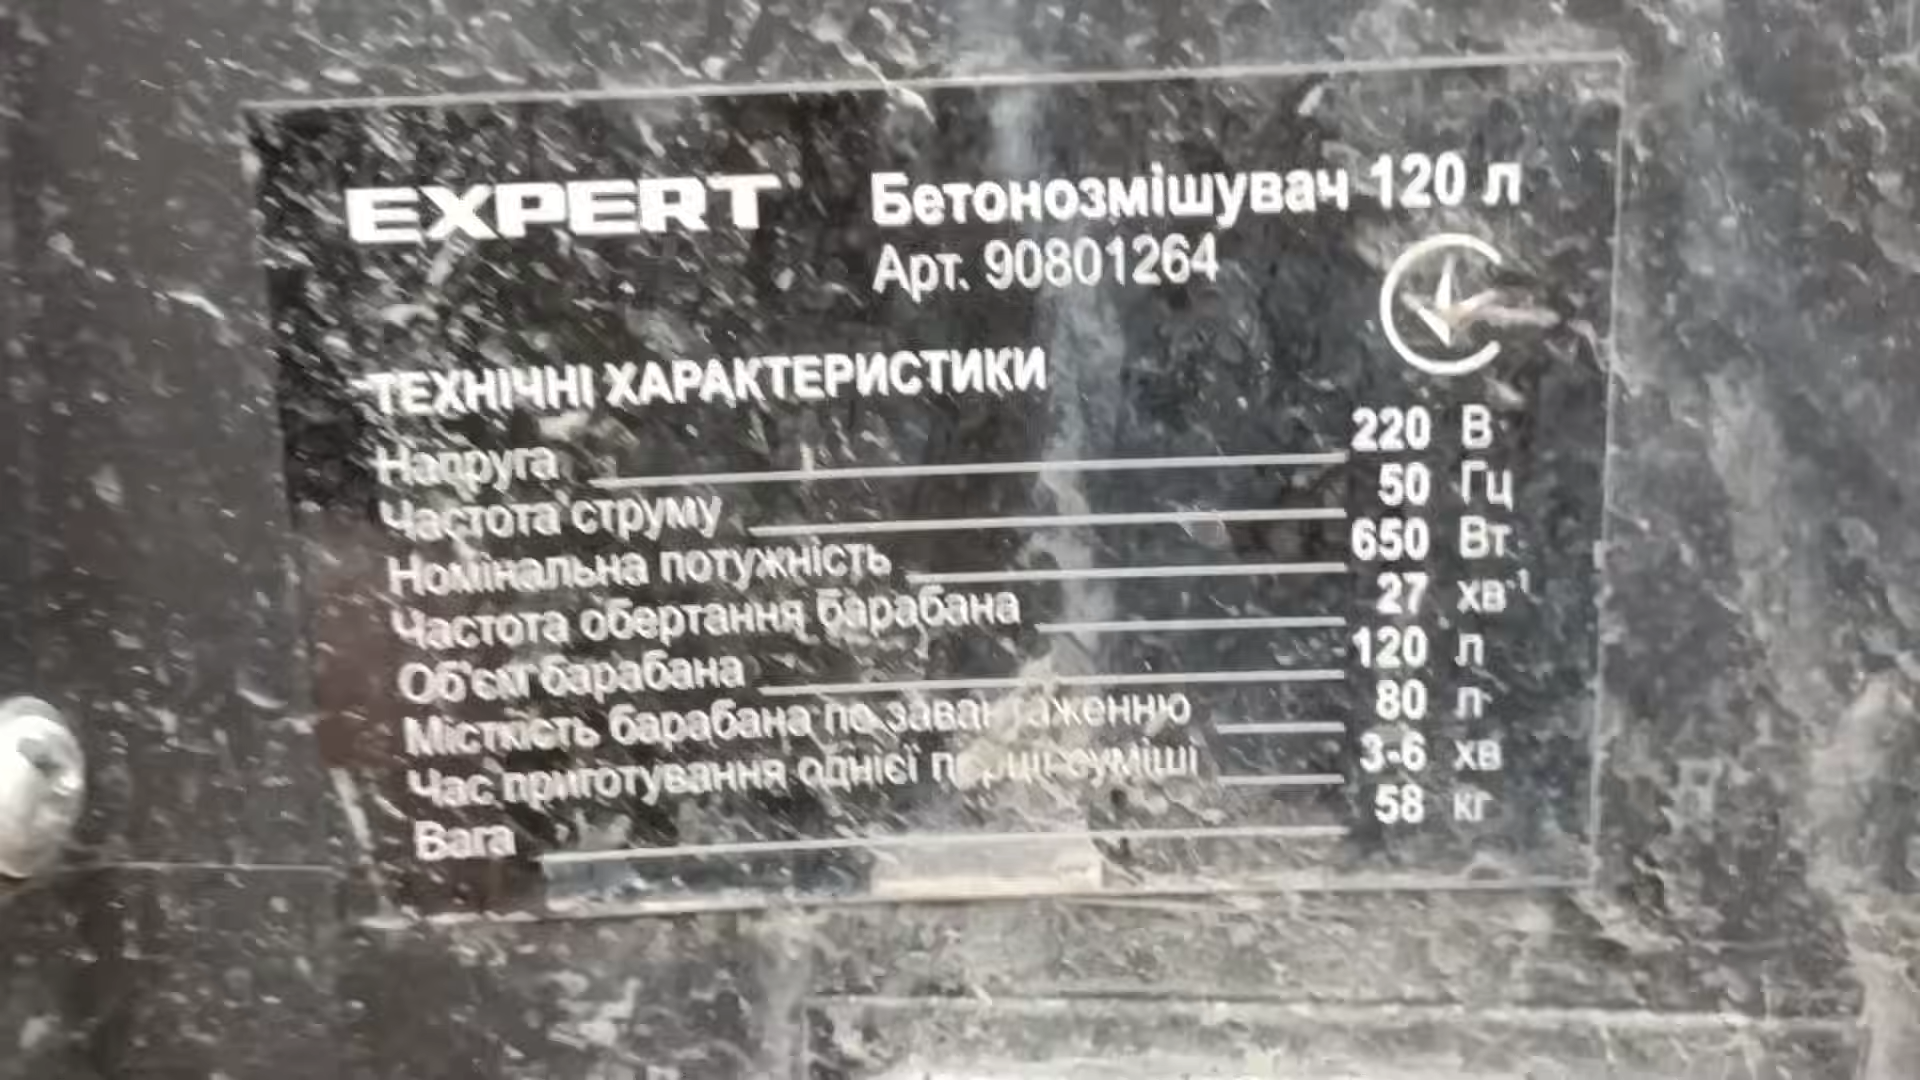 EXPERT Бетонозмішувач 120 л
Арт. 90801264
ТЕХНІЧНІ ХАРАКТЕРИСТИКИ
Напруга 220 В
Частота струму 50 Гц
Номінальна потужність 650 Вт
Частота обертання барабана 27 хв-1
Об'єм барабана 120 л
Місткість барабана по завантаженню 80 л
Час приготування однієї порції суміші 3-6 хв
Вага 58 кг